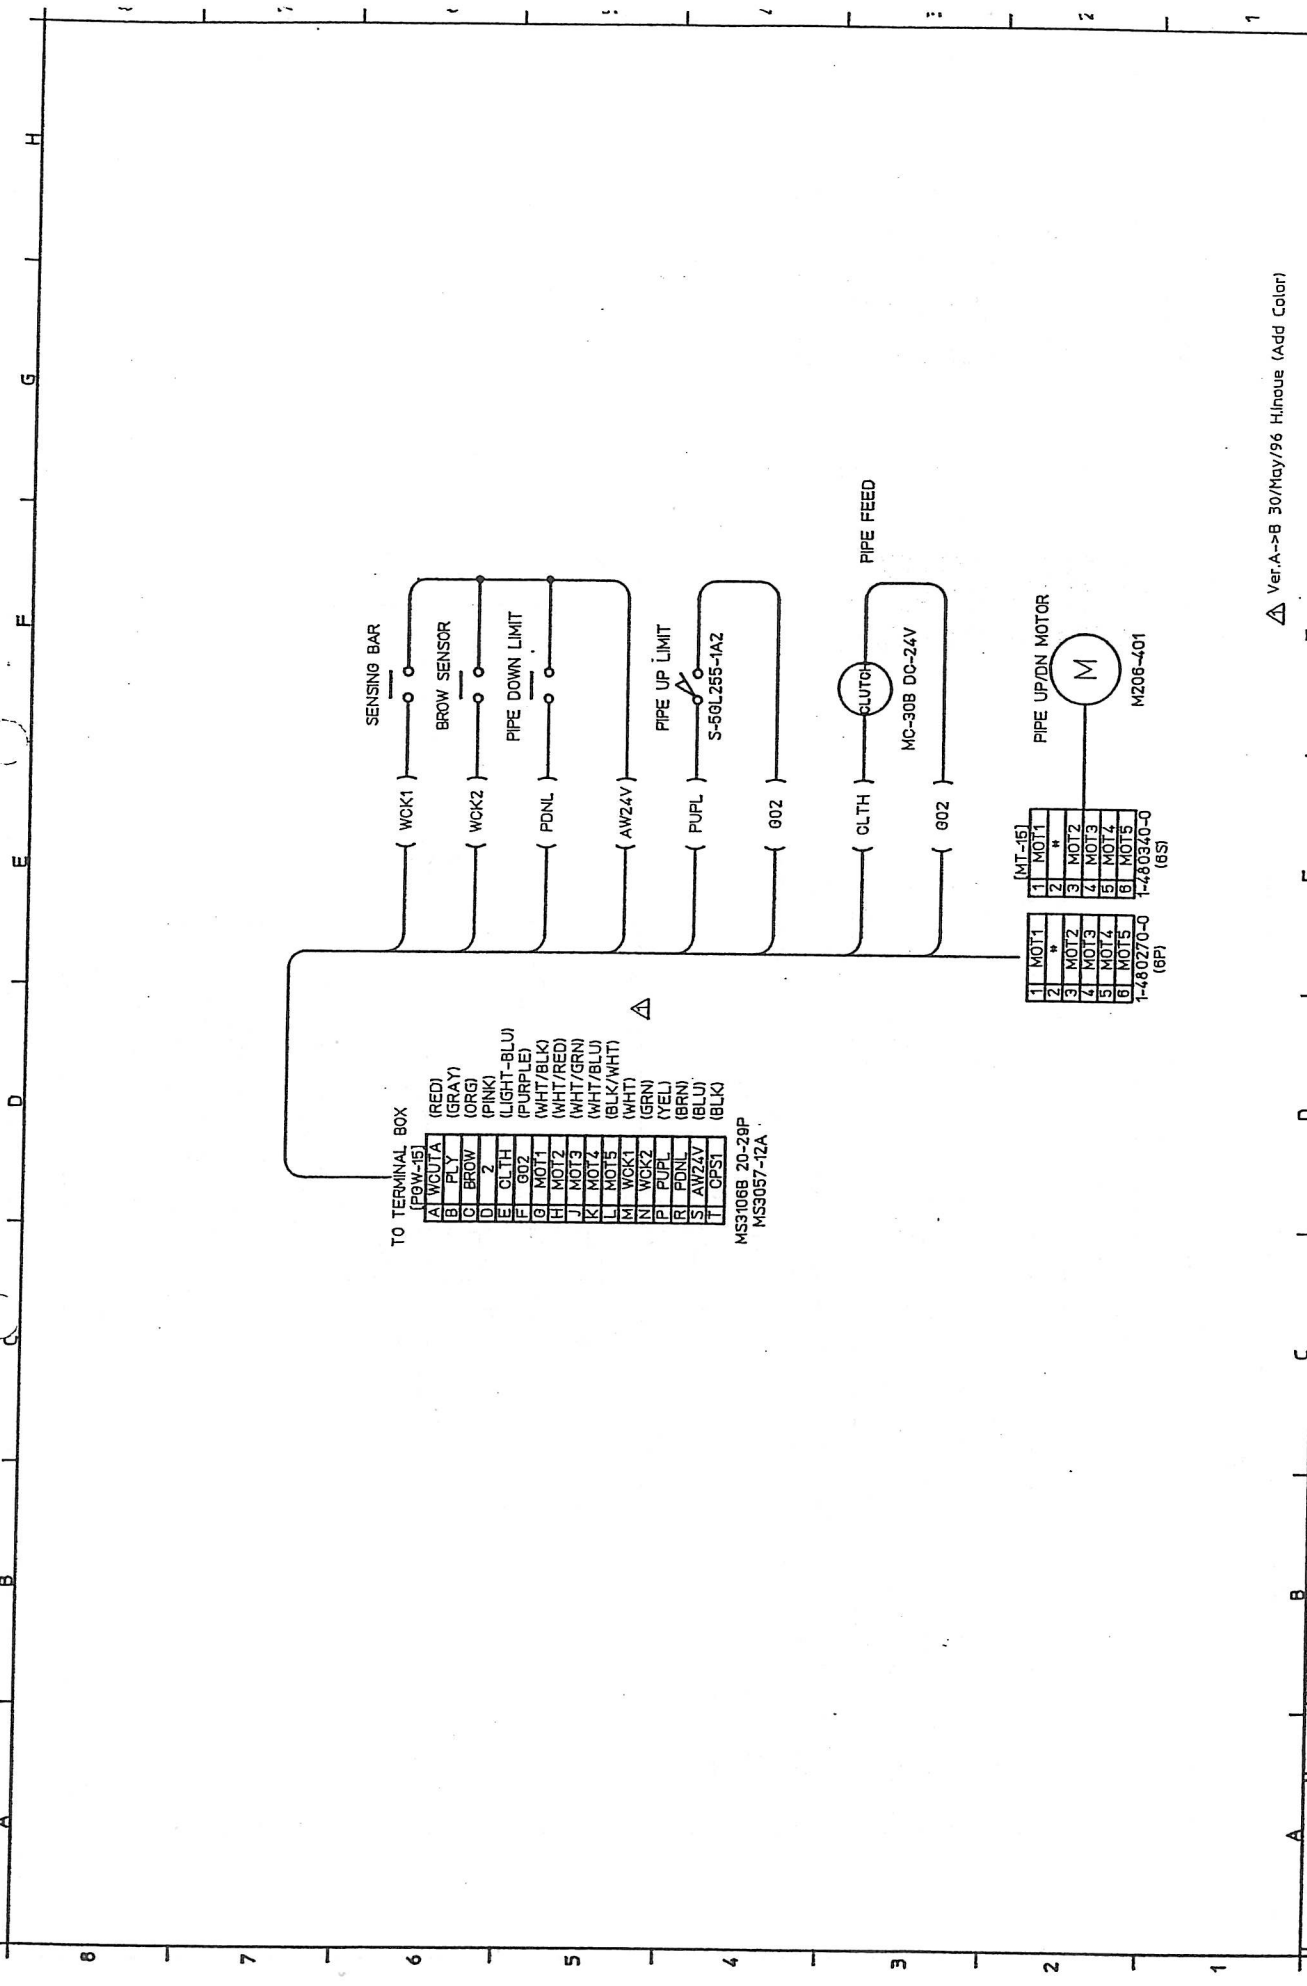 H
G
F
E
D
C
B
A
TO TERMINAL BOX
[PGW-15]
A WCUTA (RED)
B PLY (GRAY)
C BROW (ORG)
D 2 (PINK)
E CLTH (LIGHT-BLU)
F G02 (PURPLE)
G MOT1 (WHT/BLK)
H MOT2 (WHT/RED)
J MOT3 (WHT/GRN)
K MOT4 (WHT/BLU)
L MOT5 (BLK/WHT)
M WCK1 (WHT)
N WCK2 (GRN)
P PUPL (YEL)
R PDNL (BRN)
S AW24V (BLU)
T CPS1 (BLK)
MS3106B 20-29P
MS3057-12A
1
WCK1
SENSING BAR
WCK2
BROW SENSOR
PDNL
PIPE DOWN LIMIT
AW24V
PUPL
PIPE UP LIMIT
S-5GL255-1A2
G02
CLTH
CLUTCH
PIPE FEED
MC-30B DC-24V
G02
1 MOT1
2 *
3 MOT2
4 MOT3
5 MOT4
6 MOT5
1-480270-0
(6P)
[MT-15]
1 MOT1
2 *
3 MOT2
4 MOT3
5 MOT4
6 MOT5
1-480340-0
(6S)
PIPE UP/DN MOTOR
M
M206-401
1 Ver.A->B 30/May/96 H.Inoue (Add Color)
8
7
6
5
4
3
2
1
2
1
A
B
C
D